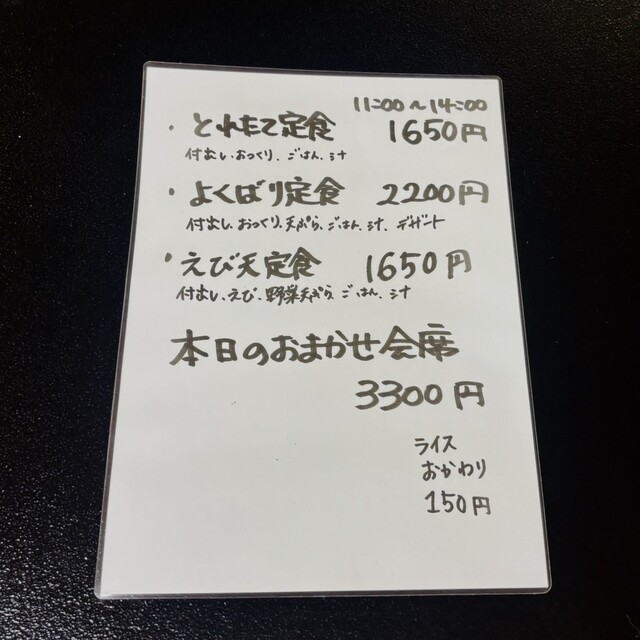 11:00~14:00
・とれたて定食 1650円
付出し、おつくり、ごはん、汁
・よくばり定食 2200円
付出し、おつくり、天ぷら、ごはん、汁、デザート
・えび天定食 1650円
付出し、えび、野菜天ぷら、ごはん、汁
本日のおまかせ会席
3300円
ライス
おかわり
150円